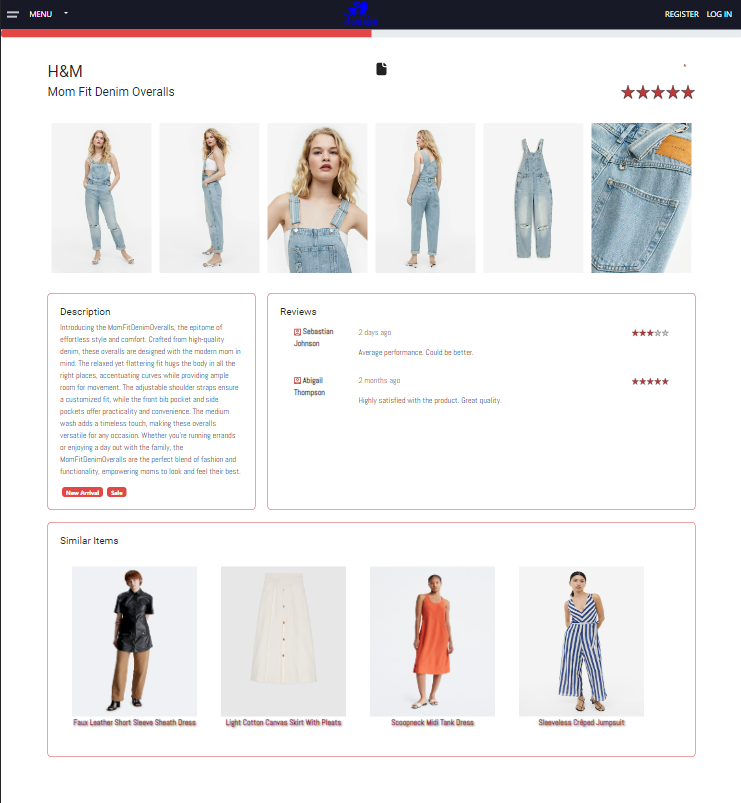 MENU
REGISTER LOG IN
H&M
Mom Fit Denim Overalls
Description
Introducing the MomFitDenimOveralls, the epitome of
effortless style and comfort. Crafted from high-quality
denim, these overalls are designed with the modern mom in
mind. The relaxed yet flattering fit hugs the body in all the
right places, accentuating curves while providing ample
room for movement. The adjustable shoulder straps ensure
a customized fit, while the front bib pocket and side
pockets offer practicality and convenience. The medium
wash adds a timeless touch, making these overalls
versatile for any occasion. Whether you're running errands
or enjoying a day out with the family, the
MomFitDenimOveralls are the perfect blend of fashion and
functionality, empowering moms to look and feel their best.
New Arrival Sale
Reviews
Sebastian
Johnson
2 days ago
Average performance. Could be better.
Abigail
Thompson
2 months ago
Highly satisfied with the product. Great quality.
Similar Items
Faux Leather Short Sleeve Sheath Dress
Light Cotton Canvas Skirt With Pleats
Scoopneck Midi Tank Dress
Sleeveless Crêped Jumpsuit